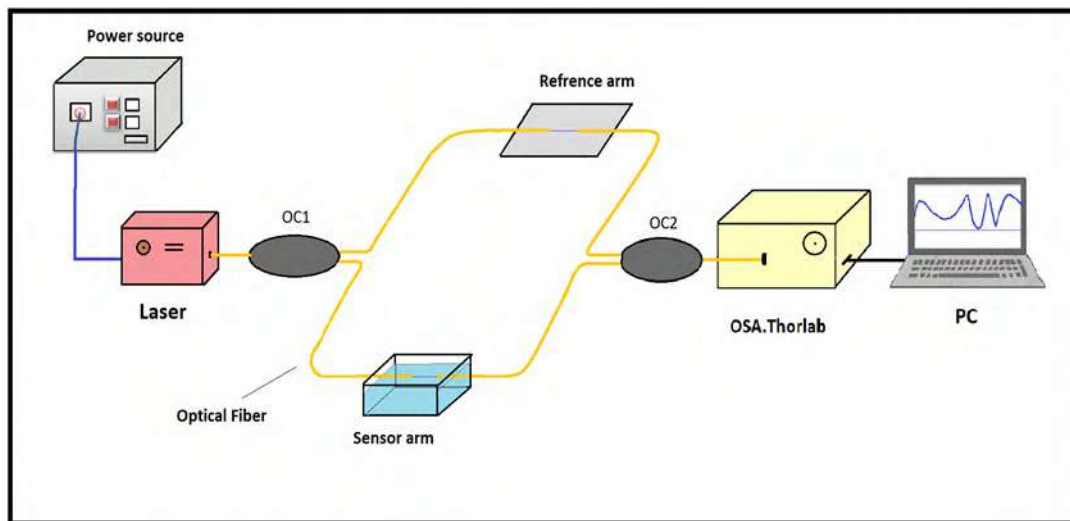 Power source
Refrence arm
OC1
OC2
Laser
OSA.Thorlab
PC
Optical Fiber
Sensor arm